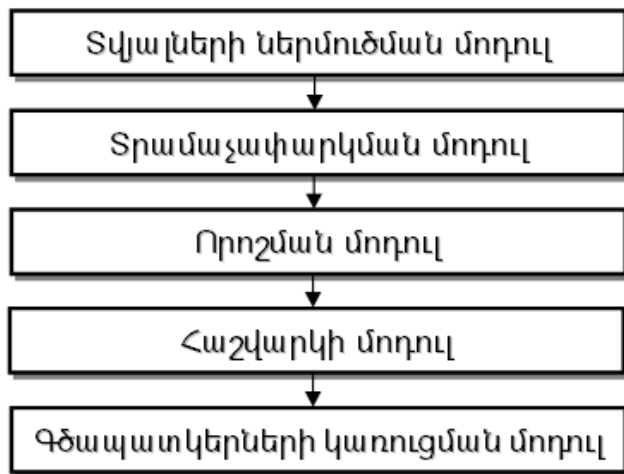 Տվյալների ներմուծման մոդուլ
Տրամաչափարկման մոդուլ
Որոշման մոդուլ
Հաշվարկի մոդուլ
Գծապատկերների կառուցման մոդուլ